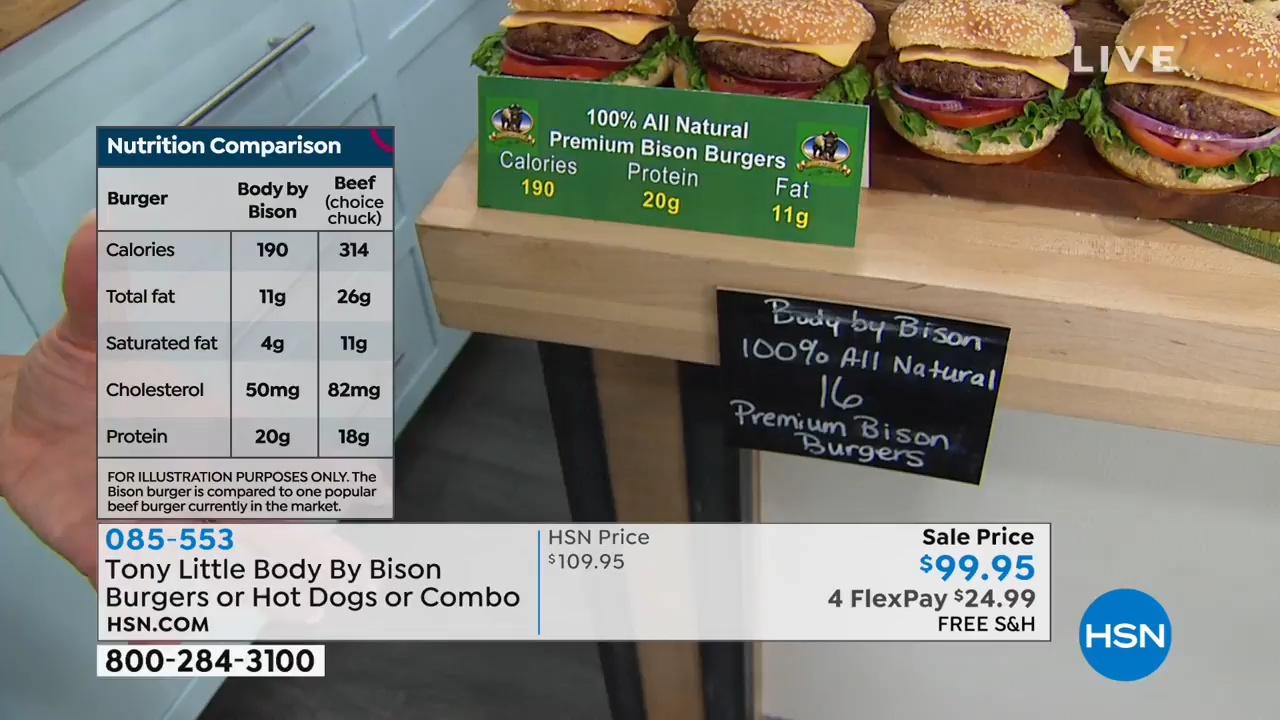 LIVE
100% All Natural
Premium Bison Burgers
Calories Protein Fat
190 20g 11g
Nutrition Comparison
Burger Body by Bison Beef (choice chuck)
Calories 190 314
Total fat 11g 26g
Saturated fat 4g 11g
Cholesterol 50mg 82mg
Protein 20g 18g
FOR ILLUSTRATION PURPOSES ONLY. The
Bison burger is compared to one popular
beef burger currently in the market.
Body by Bison
100% All Natural
16
Premium Bison
Burgers
085-553
Tony Little Body By Bison
Burgers or Hot Dogs or Combo
HSN.COM
HSN Price
$109.95
Sale Price
$99.95
4 FlexPay $24.99
FREE S&H
800-284-3100
HSN